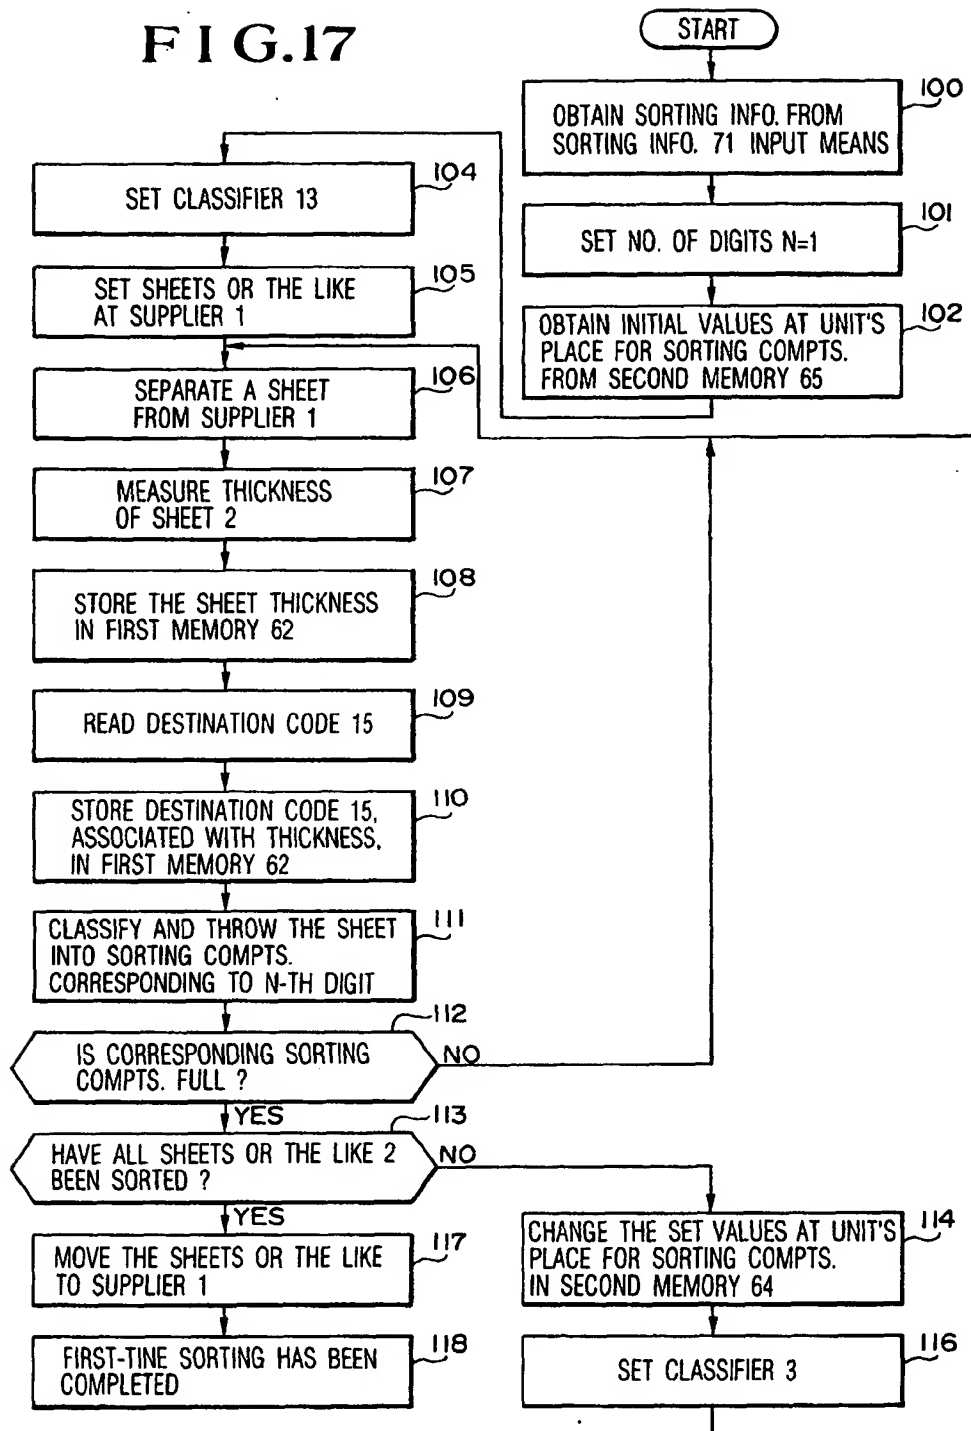 FIG.17
START
100
OBTAIN SORTING INFO. FROM
SORTING INFO. 71 INPUT MEANS
101
SET NO. OF DIGITS N=1
102
OBTAIN INITIAL VALUES AT UNIT'S
PLACE FOR SORTING COMPTS.
FROM SECOND MEMORY 65
104
SET CLASSIFIER 13
105
SET SHEETS OR THE LIKE
AT SUPPLIER 1
106
SEPARATE A SHEET
FROM SUPPLIER 1
107
MEASURE THICKNESS
OF SHEET 2
108
STORE THE SHEET THICKNESS
IN FIRST MEMORY 62
109
READ DESTINATION CODE 15
110
STORE DESTINATION CODE 15,
ASSOCIATED WITH THICKNESS,
IN FIRST MEMORY 62
111
CLASSIFY AND THROW THE SHEET
INTO SORTING COMPTS.
CORRESPONDING TO N-TH DIGIT
112
IS CORRESPONDING SORTING
COMPTS. FULL ?
NO
YES
113
HAVE ALL SHEETS OR THE LIKE 2
BEEN SORTED ?
NO
YES
114
CHANGE THE SET VALUES AT UNIT'S
PLACE FOR SORTING COMPTS.
IN SECOND MEMORY 64
116
SET CLASSIFIER 3
117
MOVE THE SHEETS OR THE LIKE
TO SUPPLIER 1
118
FIRST-TINE SORTING HAS BEEN
COMPLETED